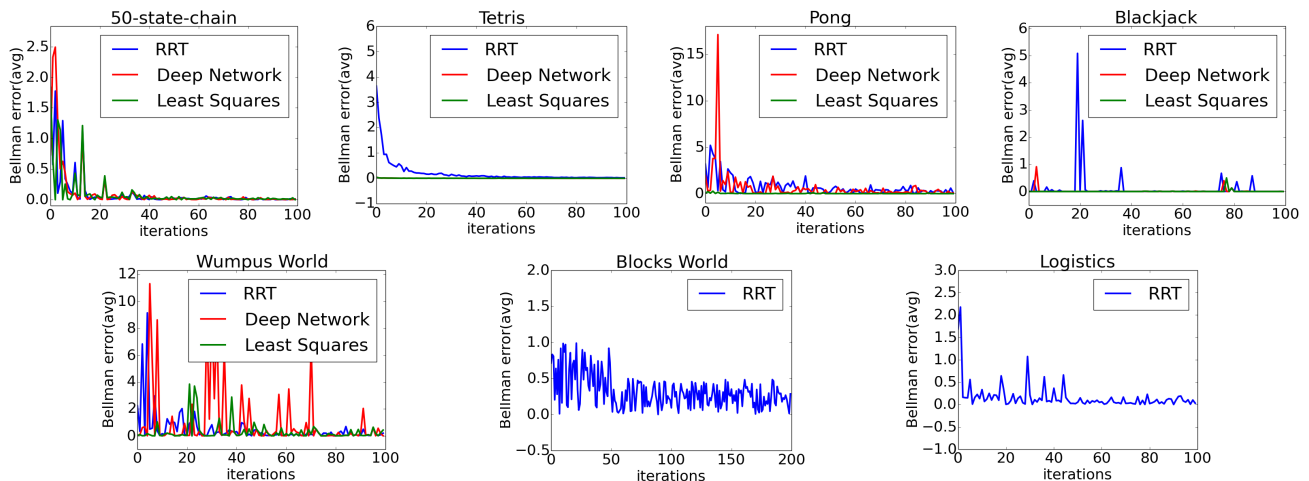 50-state-chain
Bellman error(avg)
2.5
2.0
1.5
1.0
0.5
0.0
RRT
Deep Network
Least Squares
0 20 40 60 80 100
iterations
Tetris
Bellman error(avg)
6
5
4
3
2
1
0
−1
RRT
Deep Network
Least Squares
0 20 40 60 80 100
iterations
Pong
Bellman error(avg)
15
10
5
0
RRT
Deep Network
Least Squares
0 20 40 60 80 100
iterations
Blackjack
Bellman error(avg)
6
5
4
3
2
1
0
RRT
Deep Network
Least Squares
0 20 40 60 80 100
iterations
Wumpus World
Bellman error(avg)
12
10
8
6
4
2
0
RRT
Deep Network
Least Squares
0 20 40 60 80 100
iterations
Blocks World
Bellman error(avg)
2.0
1.5
1.0
0.5
0.0
−0.5
RRT
0 50 100 150 200
iterations
Logistics
Bellman error(avg)
3.0
2.5
2.0
1.5
1.0
0.5
0.0
−0.5
−1.0
RRT
0 20 40 60 80 100
iterations